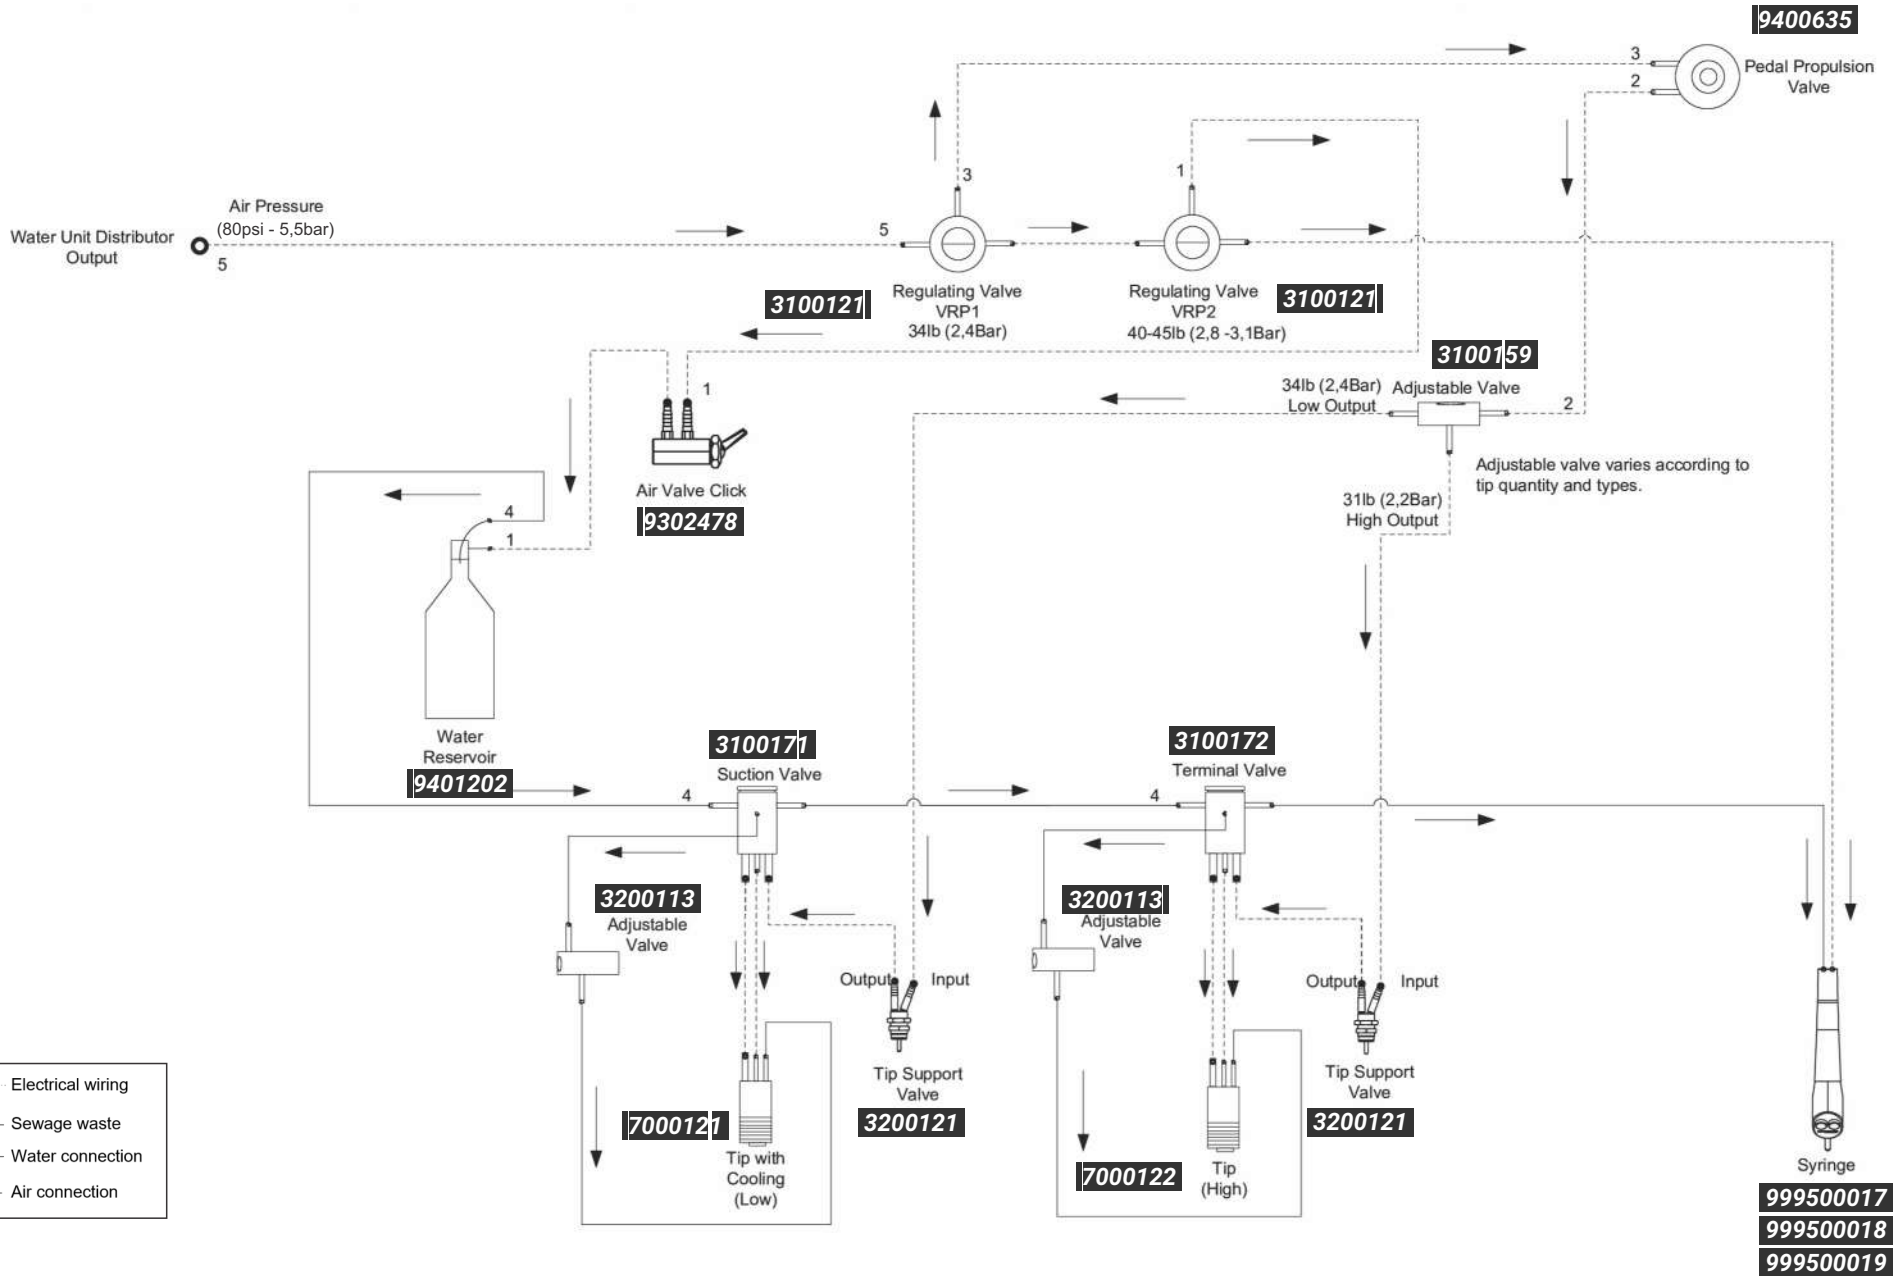 9400635
3
Pedal Propulsion
Valve
2
3
1
Air Pressure
(80psi - 5,5bar)
Water Unit Distributor
Output
5
5
Regulating Valve
VRP1
34lb (2,4Bar)
3100121
Regulating Valve
VRP2
40-45lb (2,8 -3,1Bar)
3100121
3100159
34lb (2,4Bar)
Low Output
Adjustable Valve
2
1
Adjustable valve varies according to
tip quantity and types.
Air Valve Click
9302478
31lb (2,2Bar)
High Output
4
1
Water
Reservoir
9401202
3100171
Suction Valve
4
3100172
Terminal Valve
4
3200113
Adjustable
Valve
3200113
Adjustable
Valve
Output
Input
Output
Input
Tip Support
Valve
3200121
Tip Support
Valve
3200121
7000121
Tip with
Cooling
(Low)
7000122
Tip
(High)
Syringe
999500017
999500018
999500019
Electrical wiring
Sewage waste
Water connection
Air connection